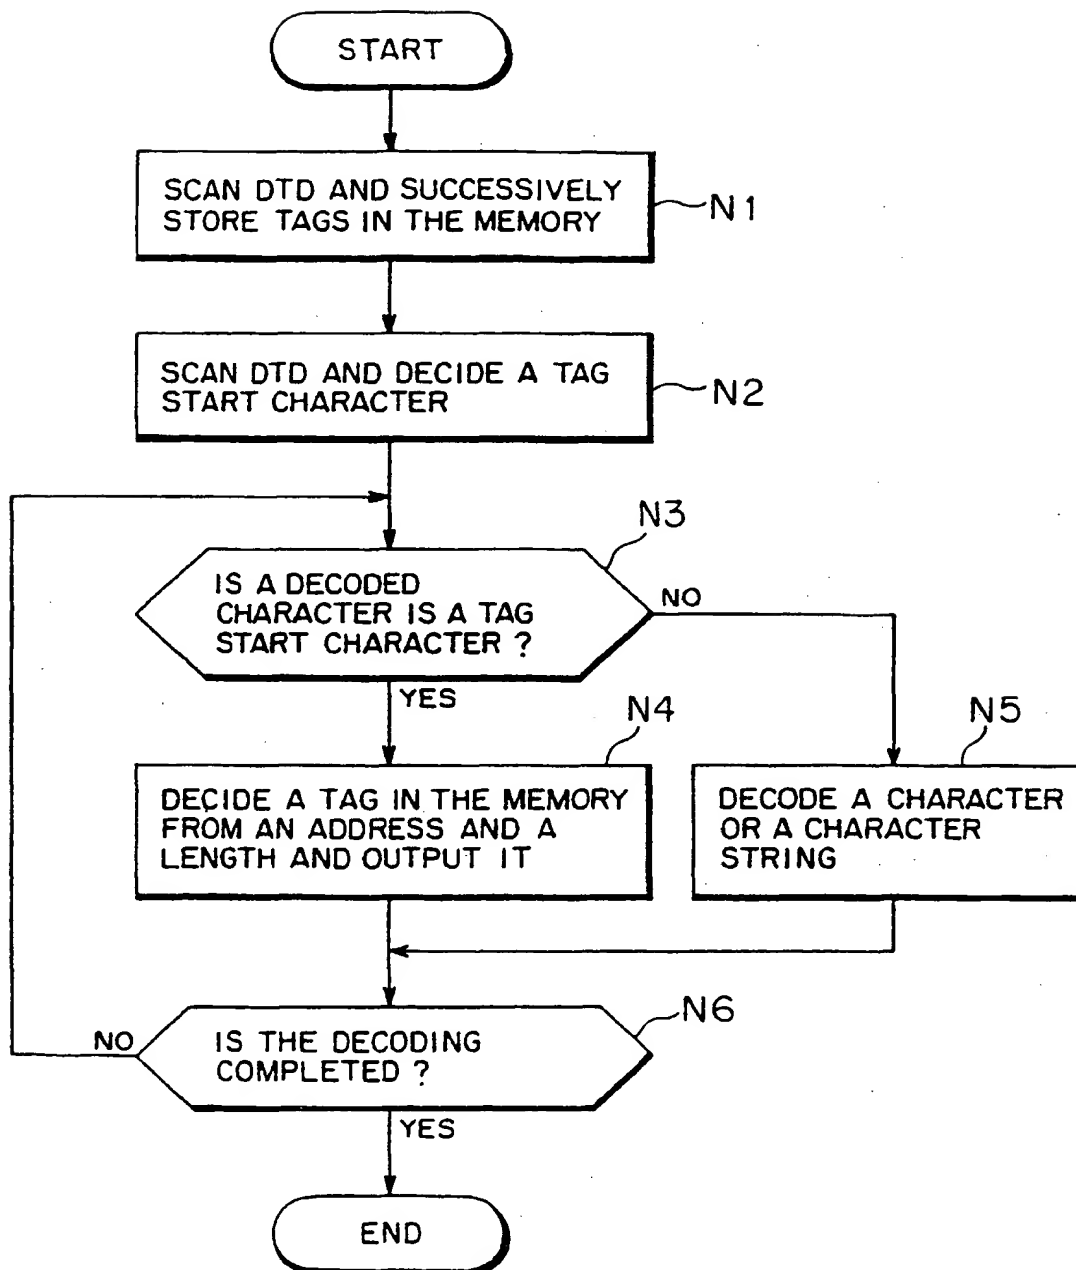 START
SCAN DTD AND SUCCESSIVELY
STORE TAGS IN THE MEMORY
N1
SCAN DTD AND DECIDE A TAG
START CHARACTER
N2
N3
IS A DECODED
CHARACTER IS A TAG
START CHARACTER ?
NO
YES
N4
N5
DECIDE A TAG IN THE MEMORY
FROM AN ADDRESS AND A
LENGTH AND OUTPUT IT
DECODE A CHARACTER
OR A CHARACTER
STRING
N6
NO
IS THE DECODING
COMPLETED ?
YES
END